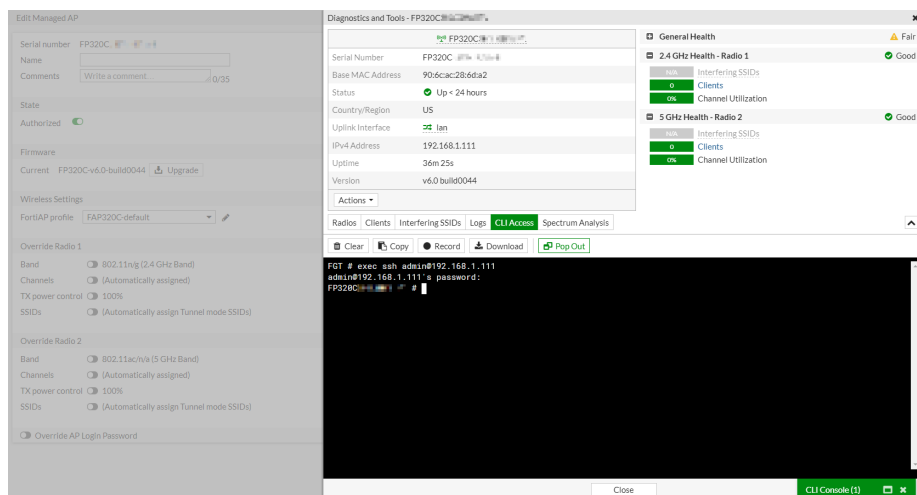 Edit Managed AP
Serial number FP320C
Name
Comments Write a comment... 0/35
State
Authorized
Firmware
Current FP320C-v6.0-build0044 Upgrade
Wireless Settings
FortiAP profile FAP320C-default
Override Radio 1
Band 802.11n/g (2.4 GHz Band)
Channels (Automatically assigned)
TX power control 100%
SSIDs (Automatically assign Tunnel mode SSIDs)
Override Radio 2
Band 802.11ac/n/a (5 GHz Band)
Channels (Automatically assigned)
TX power control 100%
SSIDs (Automatically assign Tunnel mode SSIDs)
Override AP Login Password
Diagnostics and Tools - FP320C
FP320C
Serial Number FP320C
Base MAC Address 90:6c:ac:28:6d:a2
Status Up < 24 hours
Country/Region US
Uplink Interface lan
IPv4 Address 192.168.1.111
Uptime 36m 25s
Version v6.0 build0044
Actions
General Health Fair
2.4 GHz Health - Radio 1 Good
N/A Interfering SSIDs
0 Clients
0% Channel Utilization
5 GHz Health - Radio 2 Good
N/A Interfering SSIDs
0 Clients
0% Channel Utilization
Radios Clients Interfering SSIDs Logs CLI Access Spectrum Analysis
Clear Copy Record Download Pop Out
FGT # exec ssh admin@192.168.1.111
admin@192.168.1.111's password:
FP320C #
Close
CLI Console (1)